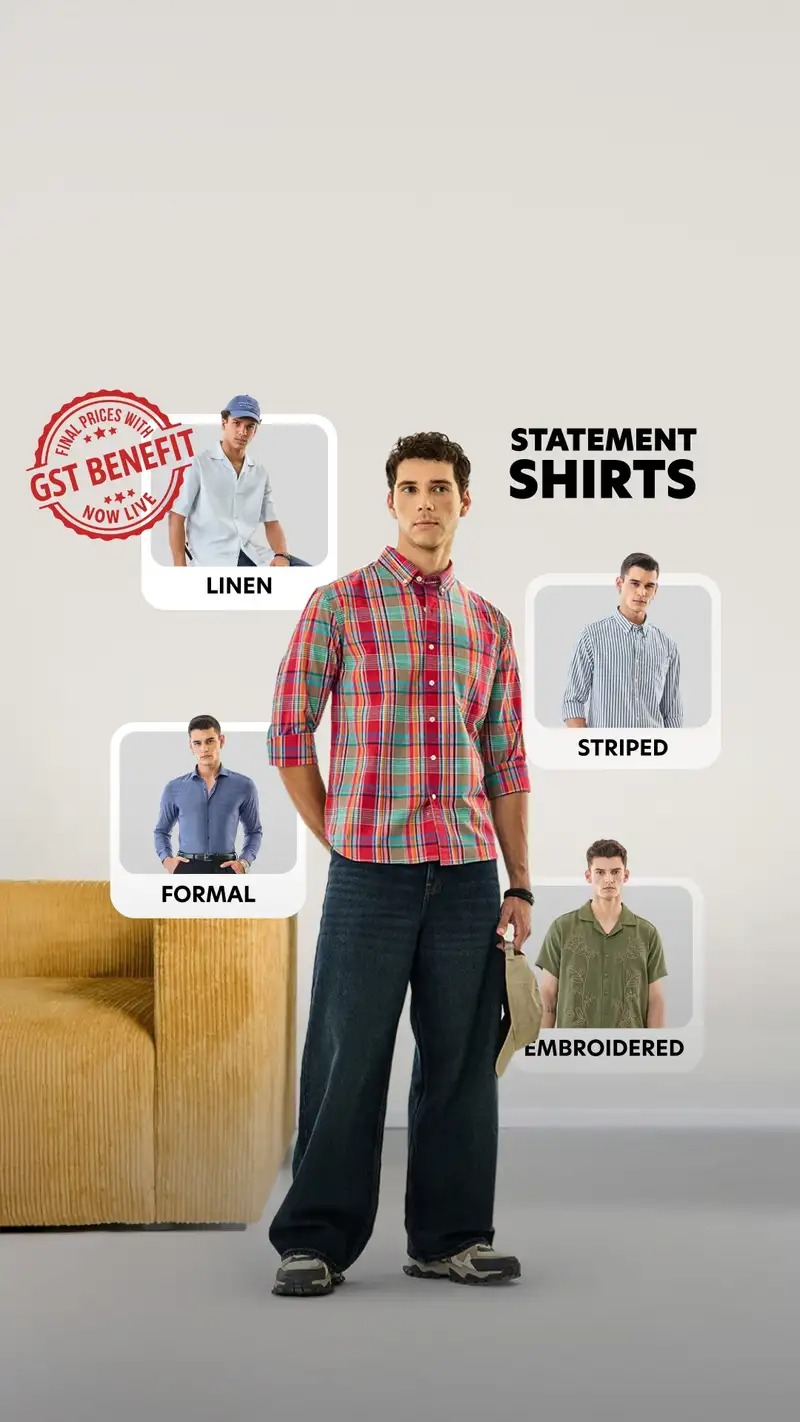 FINAL PRICES WITH
GST BENEFIT
NOW LIVE
STATEMENT
SHIRTS
LINEN
STRIPED
FORMAL
EMBROIDERED